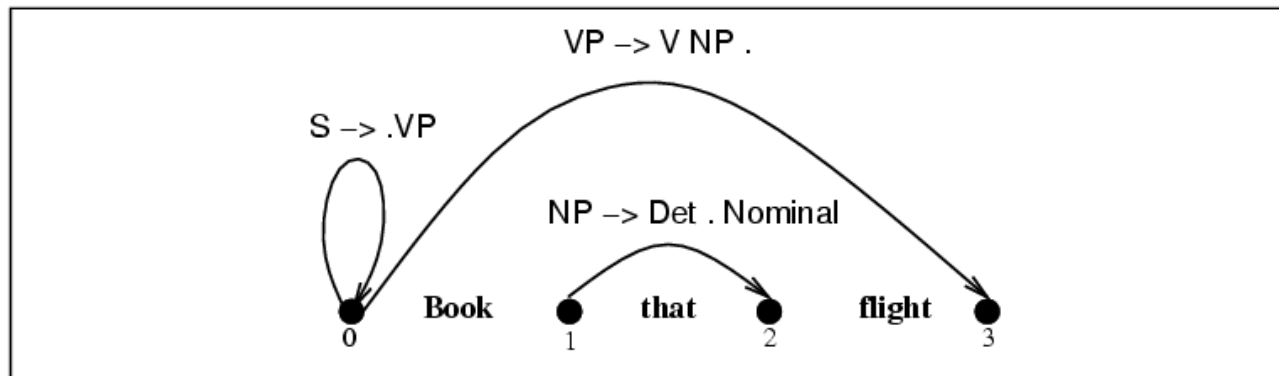 VP −> V NP .
S −> .VP
NP −> Det . Nominal
Book that flight
0 1 2 3